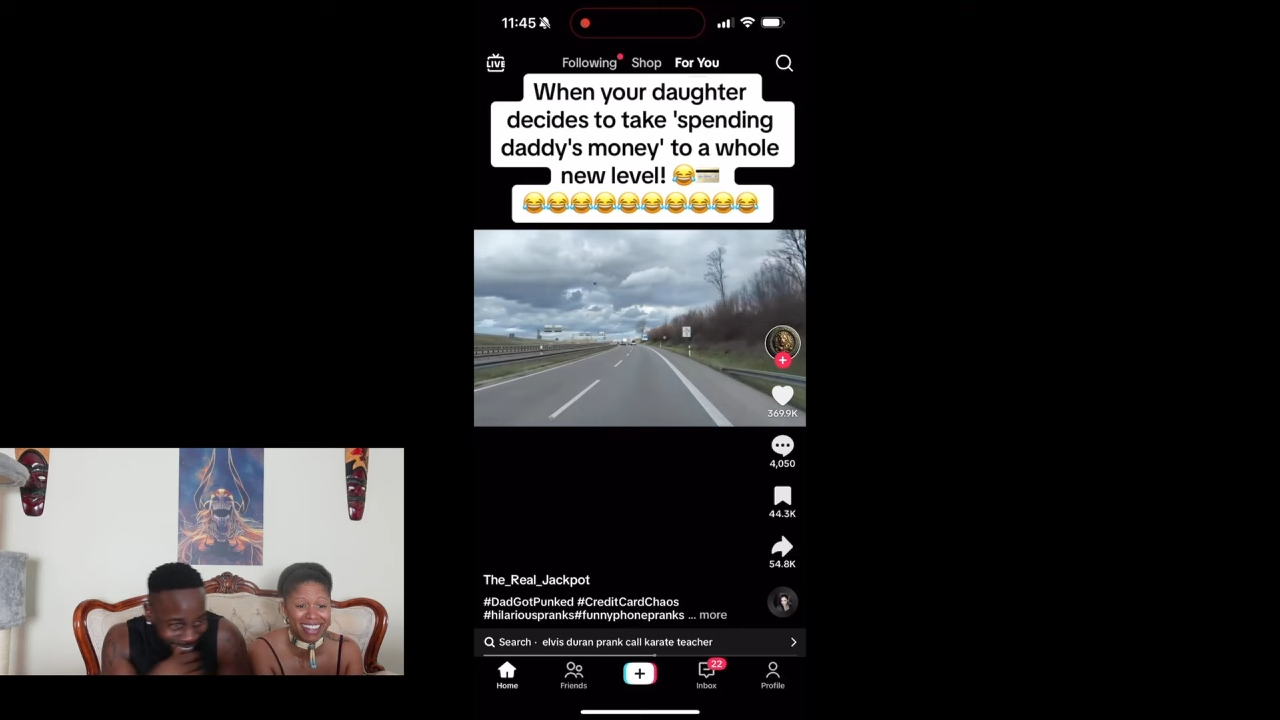 11:45
LIVE
Following
Shop
For You
When your daughter
decides to take 'spending
daddy's money' to a whole
new level! 😂💳
😂😂😂😂😂😂😂😂😂😂
369.9K
4,050
44.3K
54.8K
The_Real_Jackpot
#DadGotPunked #CreditCardChaos
#hilariouspranks#funnyphonepranks ... more
Search · elvis duran prank call karate teacher
Home
Friends
22
Inbox
Profile